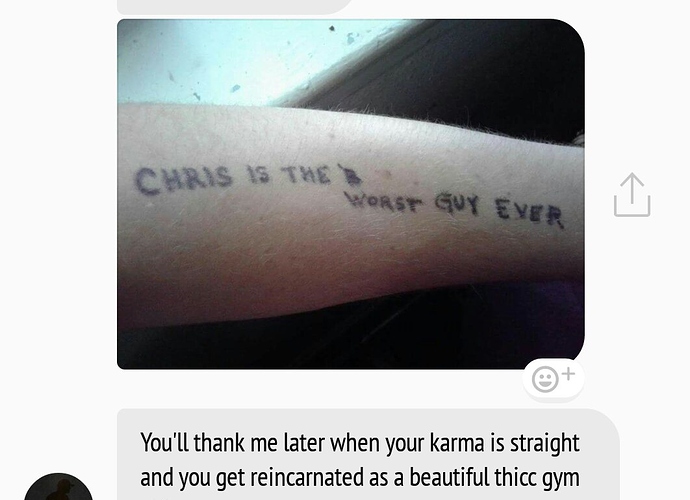 CHRIS IS THE B
WORST GUY EVER
You'll thank me later when your karma is straight
and you get reincarnated as a beautiful thicc gym